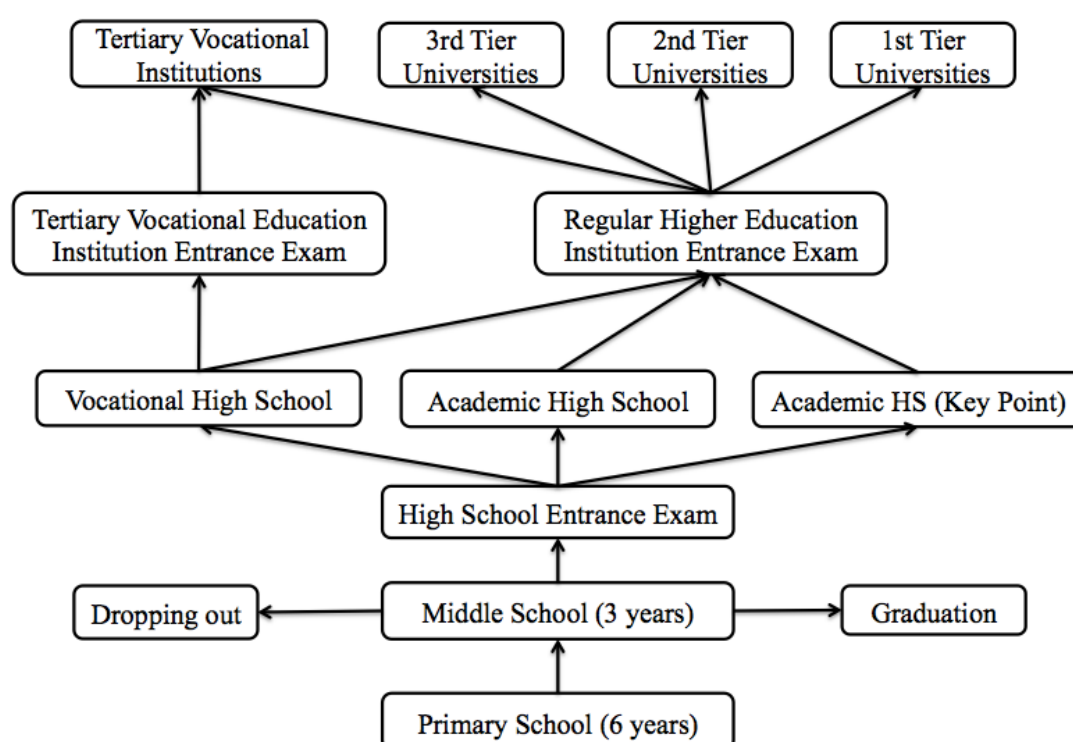 Tertiary Vocational
Institutions
3rd Tier
Universities
2nd Tier
Universities
1st Tier
Universities
Tertiary Vocational Education
Institution Entrance Exam
Regular Higher Education
Institution Entrance Exam
Vocational High School
Academic High School
Academic HS (Key Point)
High School Entrance Exam
Dropping out
Middle School (3 years)
Graduation
Primary School (6 years)